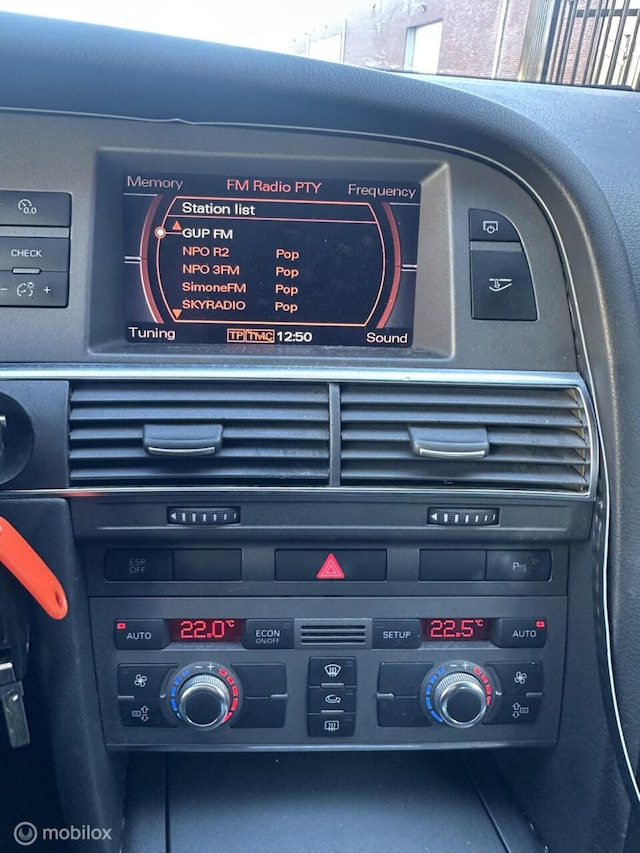 Memory FM Radio PTY Frequency
Station list
GUP FM
NPO R2 Pop
NPO 3FM Pop
SimoneFM Pop
SKYRADIO Pop
Tuning TP TMC 12:50 Sound
0.0
CHECK
- +
ESP OFF
P
AUTO 22.0°C ECON ON/OFF SETUP 22.5°C AUTO
- +
- +
© mobilox